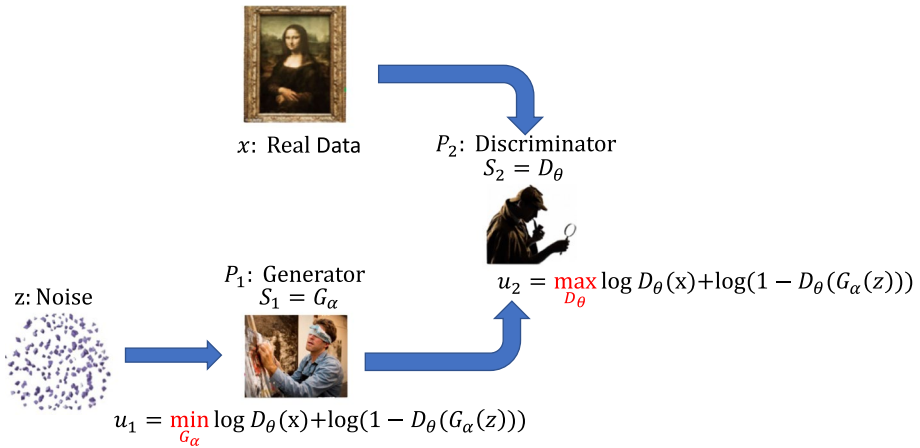 x: Real Data
P₂: Discriminator
S₂ = D_θ
u₂ = max_{D_θ} log D_θ(x)+log(1 − D_θ(G_α(z)))
P₁: Generator
S₁ = G_α
z: Noise
u₁ = min_{G_α} log D_θ(x)+log(1 − D_θ(G_α(z)))